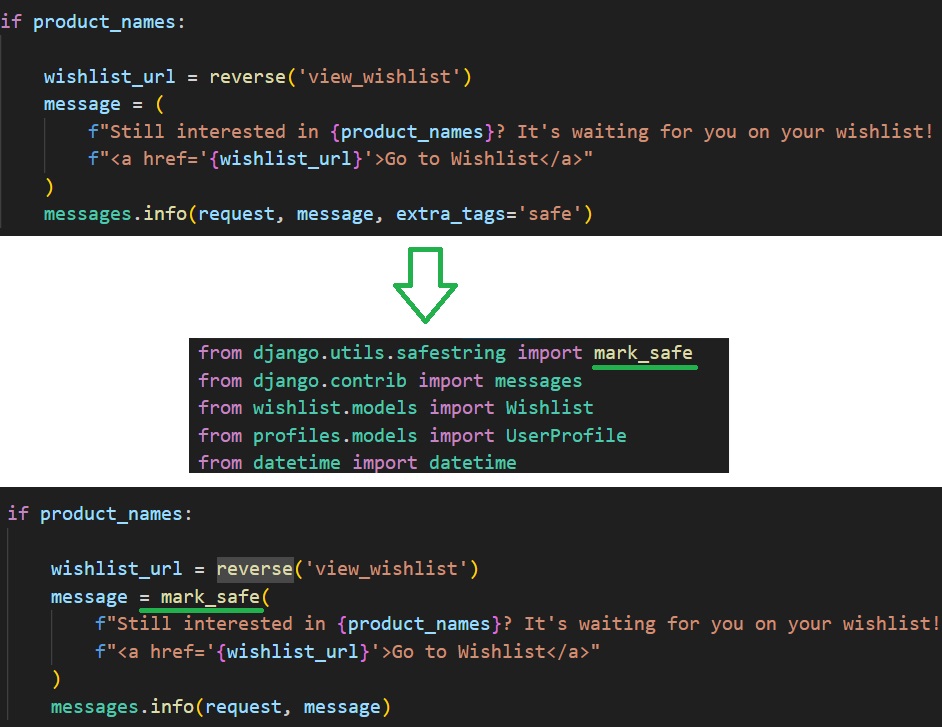 if product_names:
wishlist_url = reverse('view_wishlist')
message = (
f"Still interested in {product_names}? It's waiting for you on your wishlist!
f"<a href='{wishlist_url}'>Go to Wishlist</a>"
)
messages.info(request, message, extra_tags='safe')
from django.utils.safestring import mark_safe
from django.contrib import messages
from wishlist.models import Wishlist
from profiles.models import UserProfile
from datetime import datetime
if product_names:
wishlist_url = reverse('view_wishlist')
message = mark_safe(
f"Still interested in {product_names}? It's waiting for you on your wishlist!
f"<a href='{wishlist_url}'>Go to Wishlist</a>"
)
messages.info(request, message)